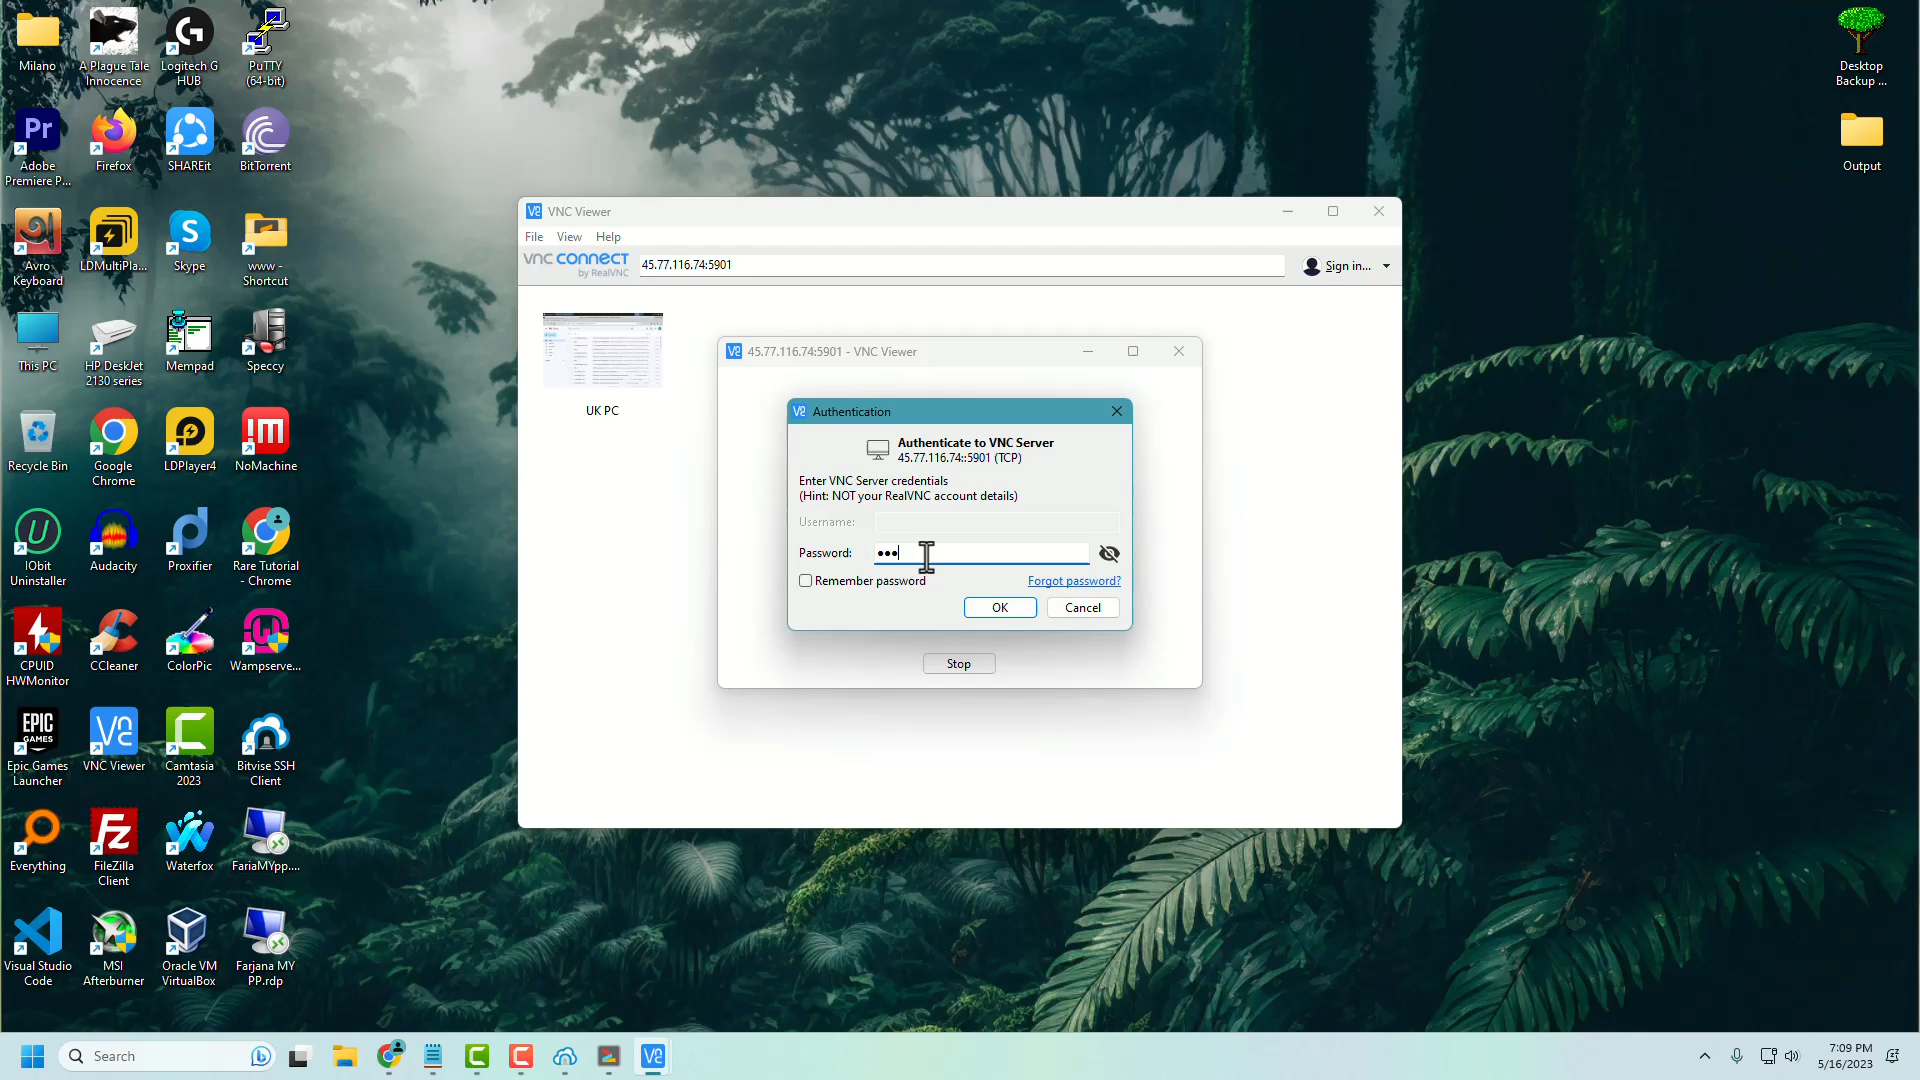 Milano
A Plague Tale
Innocence
Logitech G
HUB
PuTTY
(64-bit)
Desktop
Backup ...
Pr
Adobe
Premiere P...
Firefox
SHAREit
BitTorrent
Output
Avro
Keyboard
LDMultiPla...
S
Skype
www -
Shortcut
This PC
HP DeskJet
2130 series
Mempad
Speccy
Recycle Bin
Google
Chrome
LDPlayer4
NoMachine
IObit
Uninstaller
Audacity
Proxifier
Rare Tutorial
- Chrome
CPUID
HWMonitor
CCleaner
ColorPic
Wampserve...
EPIC
GAMES
Epic Games
Launcher
VNC Viewer
Camtasia
2023
Bitvise SSH
Client
Everything
FileZilla
Client
Waterfox
FariaMYpp....
Visual Studio
Code
MSI
Afterburner
Oracle VM
VirtualBox
Farjana MY
PP.rdp
VNC Viewer
File View Help
vnc connect
by RealVNC
45.77.116.74:5901
Sign in...
UK PC
45.77.116.74:5901 - VNC Viewer
Authentication
Authenticate to VNC Server
45.77.116.74::5901 (TCP)
Enter VNC Server credentials
(Hint: NOT your RealVNC account details)
Username:
Password: •••
Remember password
Forgot password?
OK Cancel
Stop
Search
7:09 PM
5/16/2023